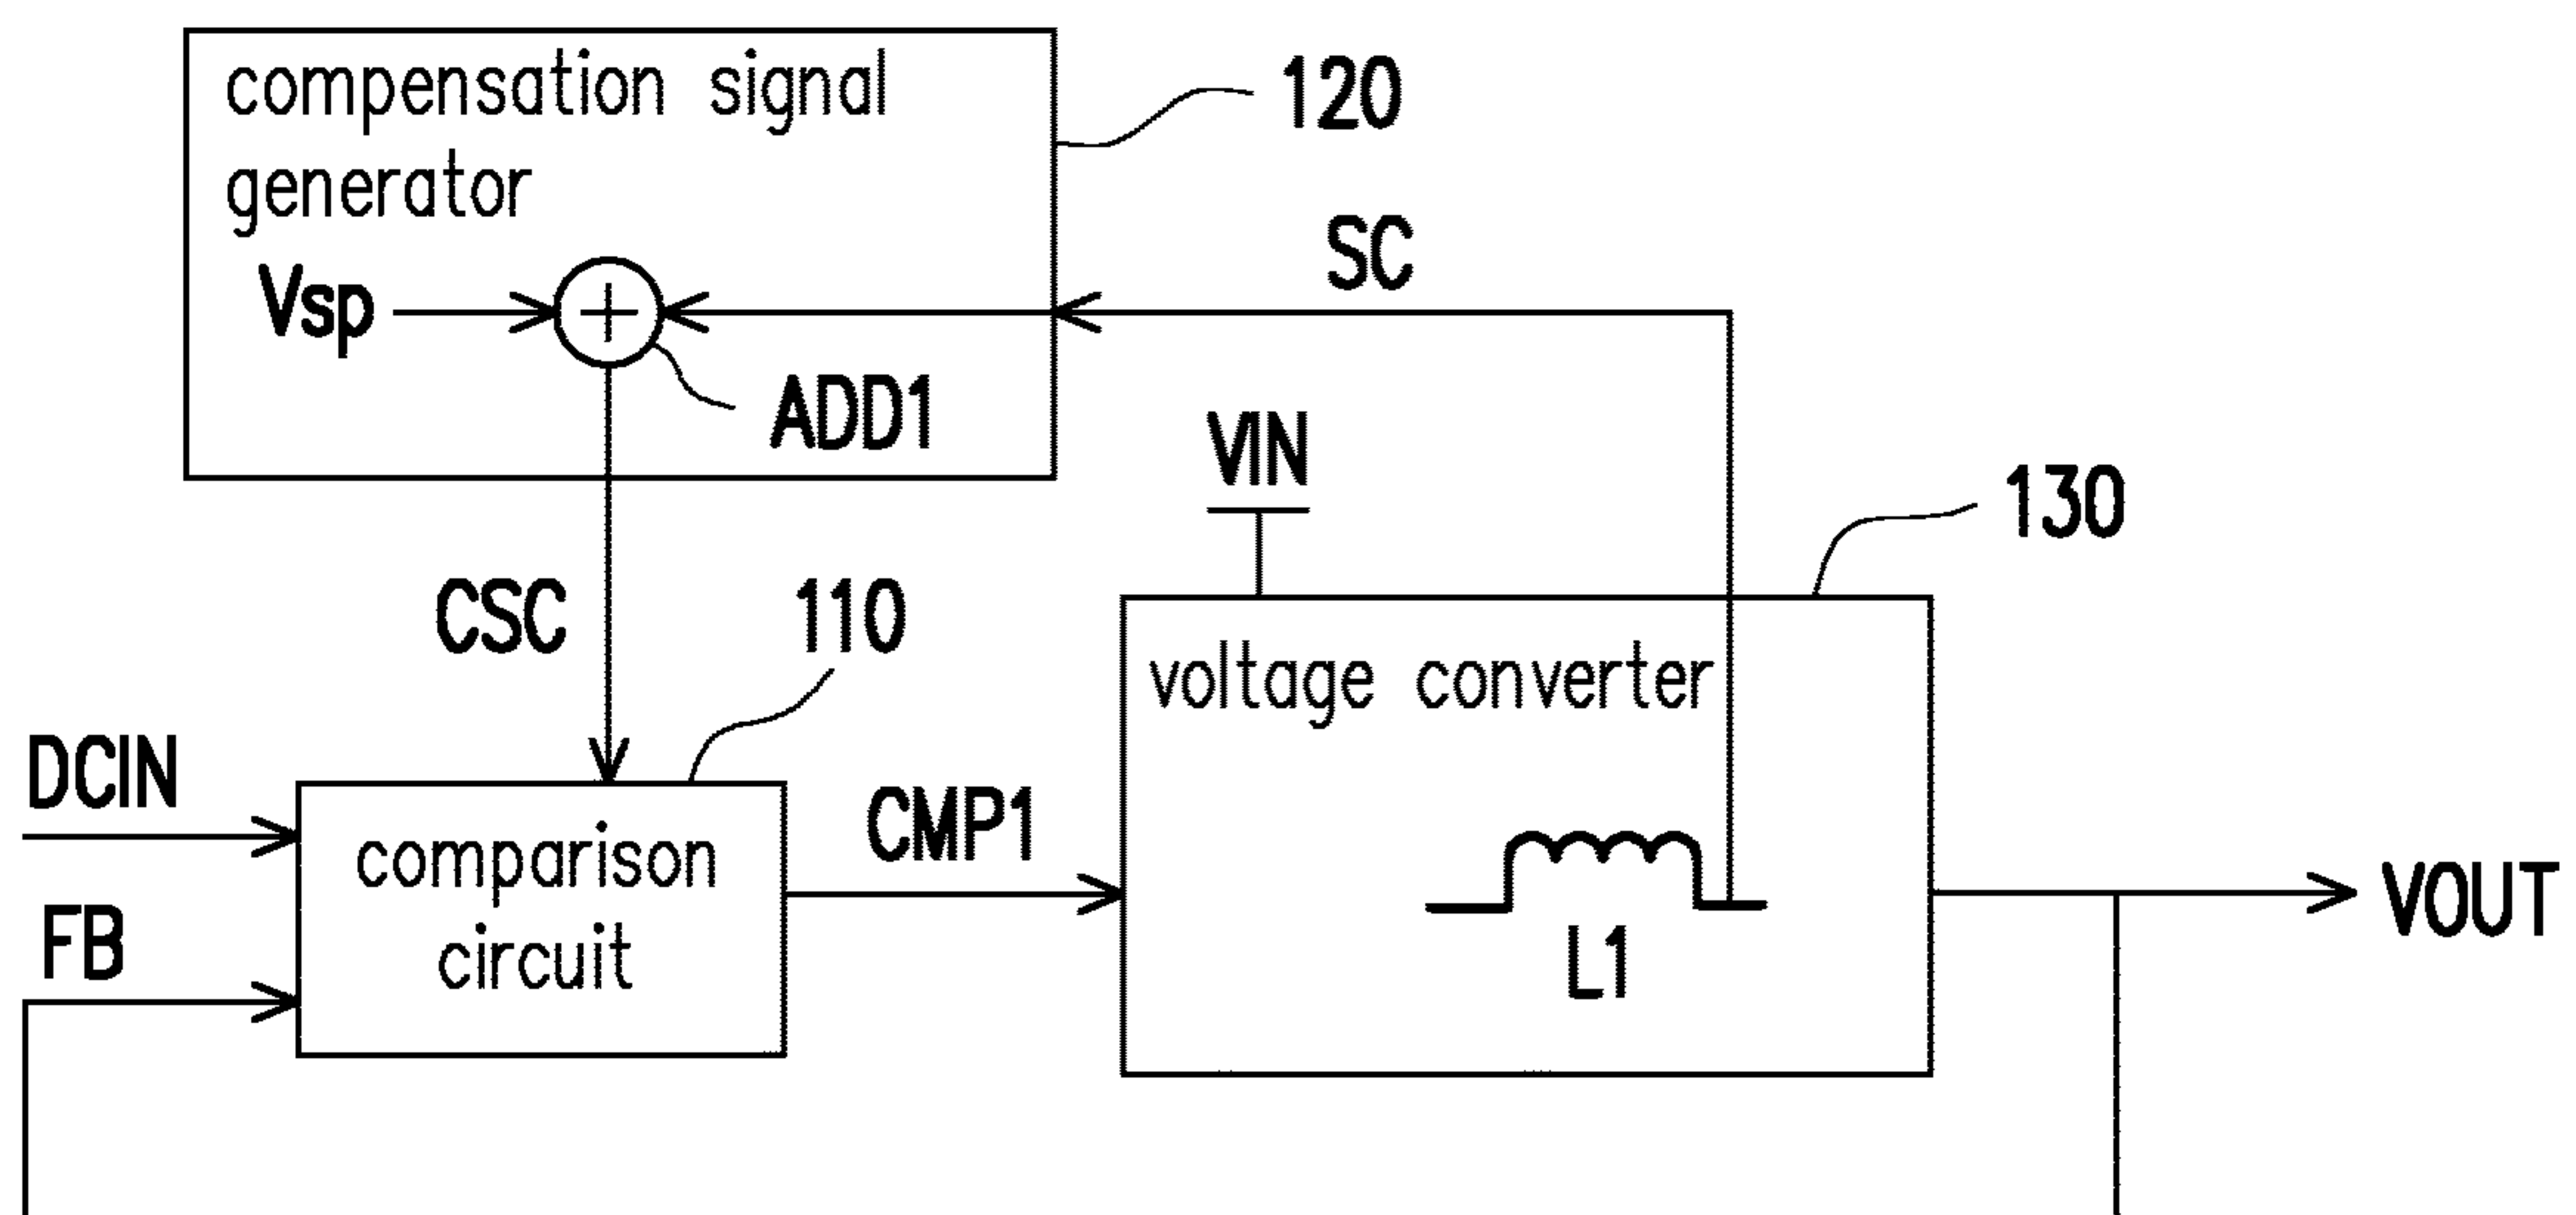 compensation signal
generator
120
Vsp
ADD1
SC
VIN
130
CSC
110
voltage converter
DCIN
CMP1
comparison
circuit
FB
L1
VOUT